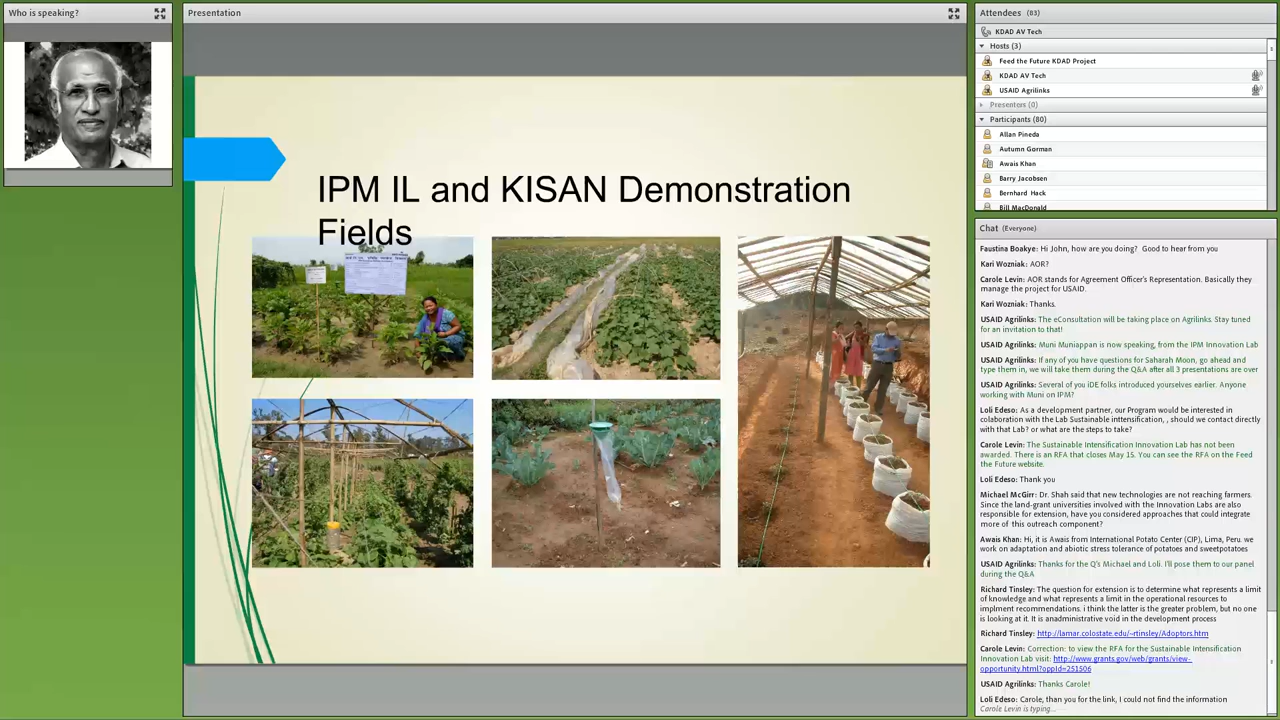 Who is speaking?
Presentation
IPM IL and KISAN Demonstration
Fields
Attendees (83)
KDAD AV Tech
Hosts (3)
Feed the Future KDAD Project
KDAD AV Tech
USAID Agrilinks
Presenters (0)
Participants (80)
Allan Pineda
Autumn Gorman
Awais Khan
Barry Jacobsen
Bernhard Hack
Bill MacDonald
Chat (Everyone)
Faustina Boakye: Hi John, how are you doing? Good to hear from you
Kari Wozniak: AOR?
Carole Levin: AOR stands for Agreement Officer's Representation. Basically they
manage the project for USAID.
Kari Wozniak: Thanks.
USAID Agrilinks: The eConsultation will be taking place on Agrilinks. Stay tuned
for an invitation to that!
USAID Agrilinks: Muni Muniappan is now speaking, from the IPM Innovation Lab
USAID Agrilinks: If any of you have questions for Saharah Moon, go ahead and
type them in, we will take them during the Q&A after all 3 presentations are over
USAID Agrilinks: Several of you iDE folks introduced yourselves earlier. Anyone
working with Muni on IPM?
Loli Edeso: As a development partner, our Program would be interested in
colaboration with the Lab Sustainable intensification, , should we contact directly
with that Lab? or what are the steps to take?
Carole Levin: The Sustainable Intensification Innovation Lab has not been
awarded. There is an RFA that closes May 15. You can see the RFA on the Feed
the Future website.
Loli Edeso: Thank you
Michael McGirr: Dr. Shah said that new technologies are not reaching farmers.
Since the land-grant universities involved with the Innovation Labs are also
responsible for extension, have you considered approaches that could integrate
more of this outreach component?
Awais Khan: Hi, it is Awais from International Potato Center (CIP), Lima, Peru. we
work on adaptation and abiotic stress tolerance of potatoes and sweetpotatoes
USAID Agrilinks: Thanks for the Q's Michael and Loli. I'll pose them to our panel
during the Q&A
Richard Tinsley: The question for extension is to determine what represents a limit
of knowledge and what represents a limit in the operational resources to
implment recommendations. i think the latter is the greater problem, but no one
is looking at it. It is anadministrative void in the development process
Richard Tinsley: http://lamar.colostate.edu/~rtinsley/Adoptors.htm
Carole Levin: Correction: to view the RFA for the Sustainable Intensification
Innovation Lab visit: http://www.grants.gov/web/grants/view-
opportunity.html?oppId=251506
USAID Agrilinks: Thanks Carole!
Loli Edeso: Carole, than you for the link, I could not find the information
Carole Levin is typing...